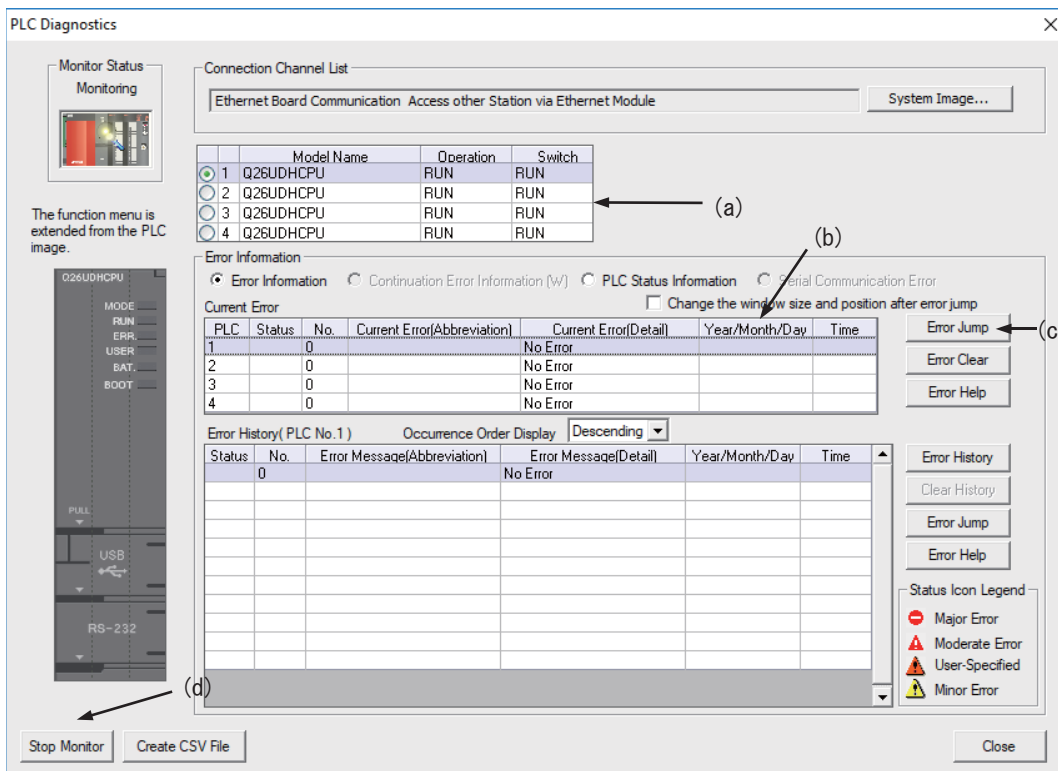 PLC Diagnostics
Monitor Status
Monitoring
Connection Channel List
Ethernet Board Communication Access other Station via Ethernet Module
System Image...
Model Name Operation Switch
1 Q26UDHCPU RUN RUN
2 Q26UDHCPU RUN RUN
3 Q26UDHCPU RUN RUN
4 Q26UDHCPU RUN RUN
(a)
The function menu is
extended from the PLC
image.
Q26UDHCPU
MODE
RUN
ERR.
USER
BAT.
BOOT
PULL
USB
RS-232
(b)
Error Information
Error Information Continuation Error Information (W) PLC Status Information Serial Communication Error
Current Error
Change the window size and position after error jump
PLC Status No. Current Error(Abbreviation) Current Error(Detail) Year/Month/Day Time
1 0 No Error
2 0 No Error
3 0 No Error
4 0 No Error
Error Jump
(c
Error Clear
Error Help
Error History( PLC No.1 ) Occurrence Order Display Descending
Status No. Error Message(Abbreviation) Error Message(Detail) Year/Month/Day Time
0 No Error
Error History
Clear History
Error Jump
Error Help
Status Icon Legend
Major Error
Moderate Error
User-Specified
Minor Error
(d)
Stop Monitor
Create CSV File
Close